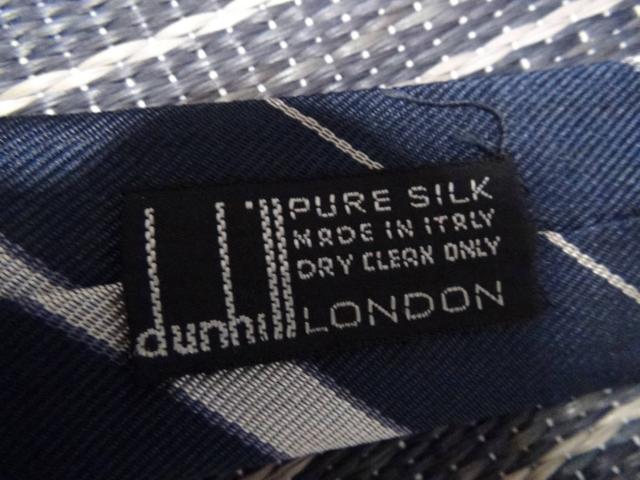 dunhill
PURE SILK
MADE IN ITALY
DRY CLEAN ONLY
LONDON